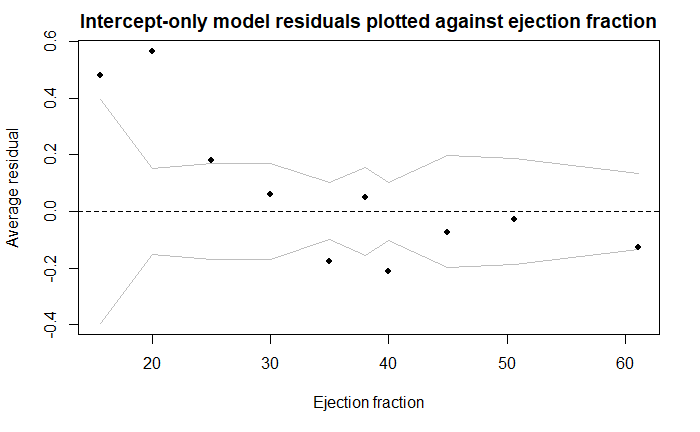 Intercept-only model residuals plotted against ejection fraction
Average residual
0.6
0.4
0.2
0.0
-0.2
-0.4
20 30 40 50 60
Ejection fraction